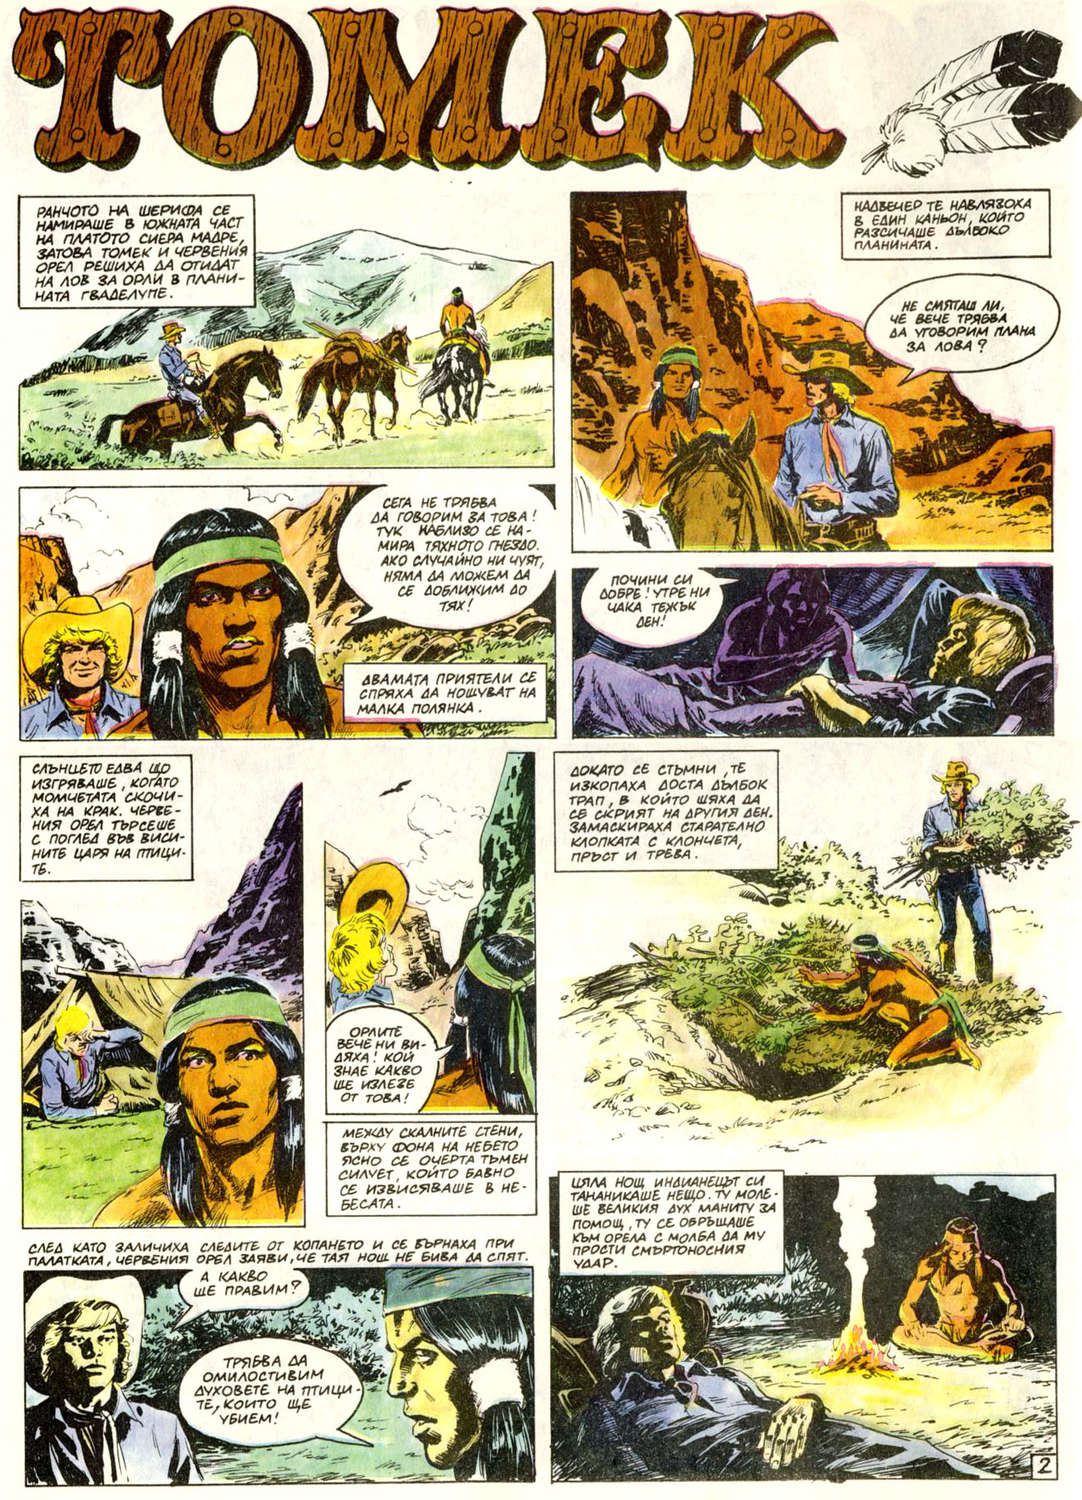 ТОМЕК
РАНЧОТО НА ШЕРИФА СЕ
НАМИРАШЕ В ЮЖНАТА ЧАСТ
НА ПЛАТОТО СИЕРА МАДРЕ,
ЗАТОВА ТОМЕК И ЧЕРВЕНИЯ
ОРЕЛ РЕШИХА ДА ОТИДАТ
НА ЛОВ ЗА ОРЛИ В ПЛАНИ-
НАТА ГВАДЕЛУПЕ.
НАДВЕЧЕР ТЕ НАВЛЯЗОХА
В ЕДИН КАНЬОН, КОЙТО
РАЗСИЧАШЕ ДЪЛБОКО
ПЛАНИНАТА.
НЕ СМЯТАШ ЛИ,
ЧЕ ВЕЧЕ ТРЯБВА
ДА УГОВОРИМ ПЛАНА
ЗА ЛОВА?
СЕГА НЕ ТРЯБВА
ДА ГОВОРИМ ЗА ТОВА!
ТУК НАБЛИЗО СЕ НА-
МИРА ТЯХНОТО ГНЕЗДО.
АКО СЛУЧАЙНО НИ ЧУЯТ,
НЯМА ДА МОЖЕМ ДА
СЕ ДОБЛИЖИМ ДО
ТЯХ!
ДВАМАТА ПРИЯТЕЛИ СЕ
СПРЯХА ДА НОЩУВАТ НА
МАЛКА ПОЛЯНКА.
ПОЧИНИ СИ
ДОБРЕ! УТРЕ НИ
ЧАКА ТЕЖЪК
ДЕН!
СЛЪНЦЕТО ЕДВА ЩО
ИЗГРЯВАШЕ, КОГАТО
МОМЧЕТАТА СКОЧИ-
ХА НА КРАК. ЧЕРВЕ-
НИЯ ОРЕЛ ТЪРСЕШЕ
С ПОГЛЕД ВЪВ ВИСИ-
НИТЕ ЦАРЯ НА ПТИЦИ-
ТЕ.
ОРЛИТЕ
ВЕЧЕ НИ ВИ-
ДЯХА! КОЙ
ЗНАЕ КАКВО
ЩЕ ИЗЛЕЗЕ
ОТ ТОВА!
МЕЖДУ СКАЛНИТЕ СТЕНИ,
ВЪРХУ ФОНА НА НЕБЕТО
ЯСНО СЕ ОЧЕРТА ТЪМЕН
СИЛУЕТ, КОЙТО БАВНО
СЕ ИЗВИСЯВАШЕ В НЕ-
БЕСАТА.
ДОКАТО СЕ СТЪМНИ, ТЕ
ИЗКОПАХА ДОСТА ДЪЛБОК
ТРАП, В КОЙТО ЩЯХА ДА
СЕ СКРИЯТ НА ДРУГИЯ ДЕН.
ЗАМАСКИРАХА СТАРАТЕЛНО
КЛОПКАТА С КЛОНЧЕТА,
ПРЪСТ И ТРЕВА.
СЛЕД КАТО ЗАЛИЧИХА СЛЕДИТЕ ОТ КОПАНЕТО И СЕ ВЪРНАХА ПРИ
ПАЛАТКАТА, ЧЕРВЕНИЯ ОРЕЛ ЗАЯВИ, ЧЕ ТАЯ НОЩ НЕ БИВА ДА СПЯТ.
А КАКВО
ЩЕ ПРАВИМ?
ТРЯБВА ДА
ОМИЛОСТИВИМ
ДУХОВЕТЕ НА ПТИЦИ-
ТЕ, КОИТО ЩЕ
УБИЕМ!
ЦЯЛА НОЩ ИНДИАНЕЦЪТ СИ
ТАНАНИКАШЕ НЕЩО. ТУ МОЛЕ-
ШЕ ВЕЛИКИЯ ДУХ МАНИТУ ЗА
ПОМОЩ, ТУ СЕ ОБРЪЩАШЕ
КЪМ ОРЕЛА С МОЛБА ДА МУ
ПРОСТИ СМЪРТОНОСНИЯ
УДАР.
2